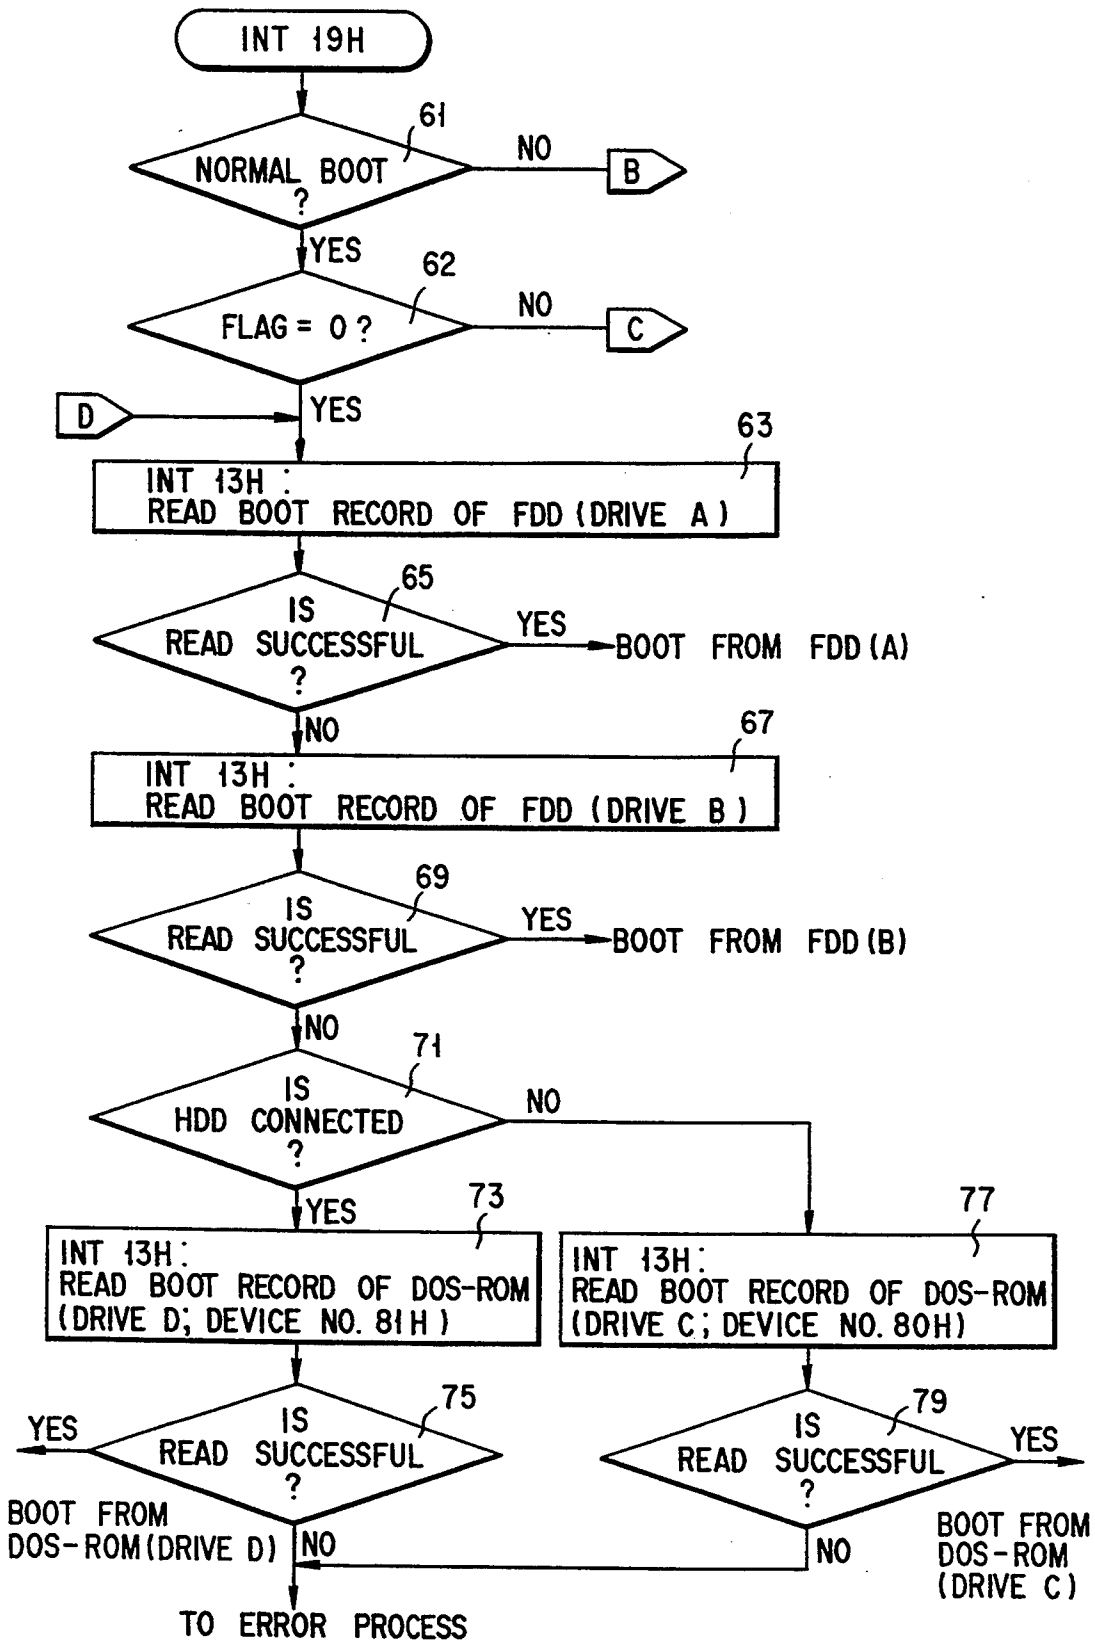 INT 19H
61
NORMAL BOOT
?
NO
B
YES
62
FLAG = 0 ?
NO
C
D
YES
63
INT 13H :
READ BOOT RECORD OF FDD (DRIVE A)
65
IS
READ SUCCESSFUL
?
YES
BOOT FROM FDD (A)
NO
67
INT 13H :
READ BOOT RECORD OF FDD (DRIVE B)
69
IS
READ SUCCESSFUL
?
YES
BOOT FROM FDD (B)
NO
71
IS
HDD CONNECTED
?
NO
YES
73
INT 13H :
READ BOOT RECORD OF DOS-ROM
(DRIVE D; DEVICE NO. 81H)
77
INT 13H :
READ BOOT RECORD OF DOS-ROM
(DRIVE C; DEVICE NO. 80H)
75
IS
READ SUCCESSFUL
?
YES
BOOT FROM
DOS-ROM (DRIVE D)
NO
79
IS
READ SUCCESSFUL
?
YES
BOOT FROM
DOS-ROM
(DRIVE C)
NO
TO ERROR PROCESS